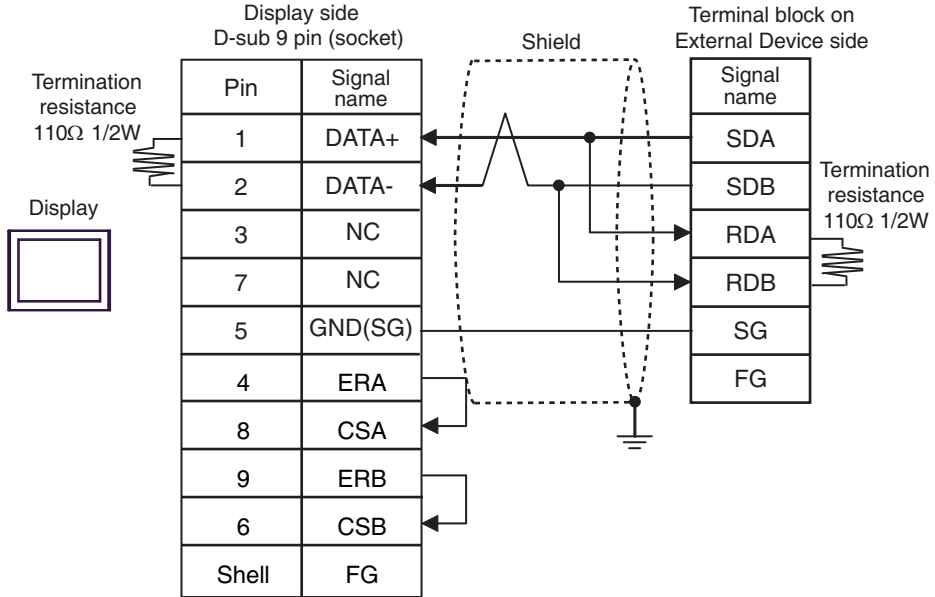 Display side
D-sub 9 pin (socket)
Shield
Terminal block on
External Device side
Termination
resistance
110Ω 1/2W
Display
Pin Signal name
1 DATA+
2 DATA-
3 NC
7 NC
5 GND(SG)
4 ERA
8 CSA
9 ERB
6 CSB
Shell FG
Signal
name
SDA
SDB
RDA
RDB
SG
FG
Termination
resistance
110Ω 1/2W